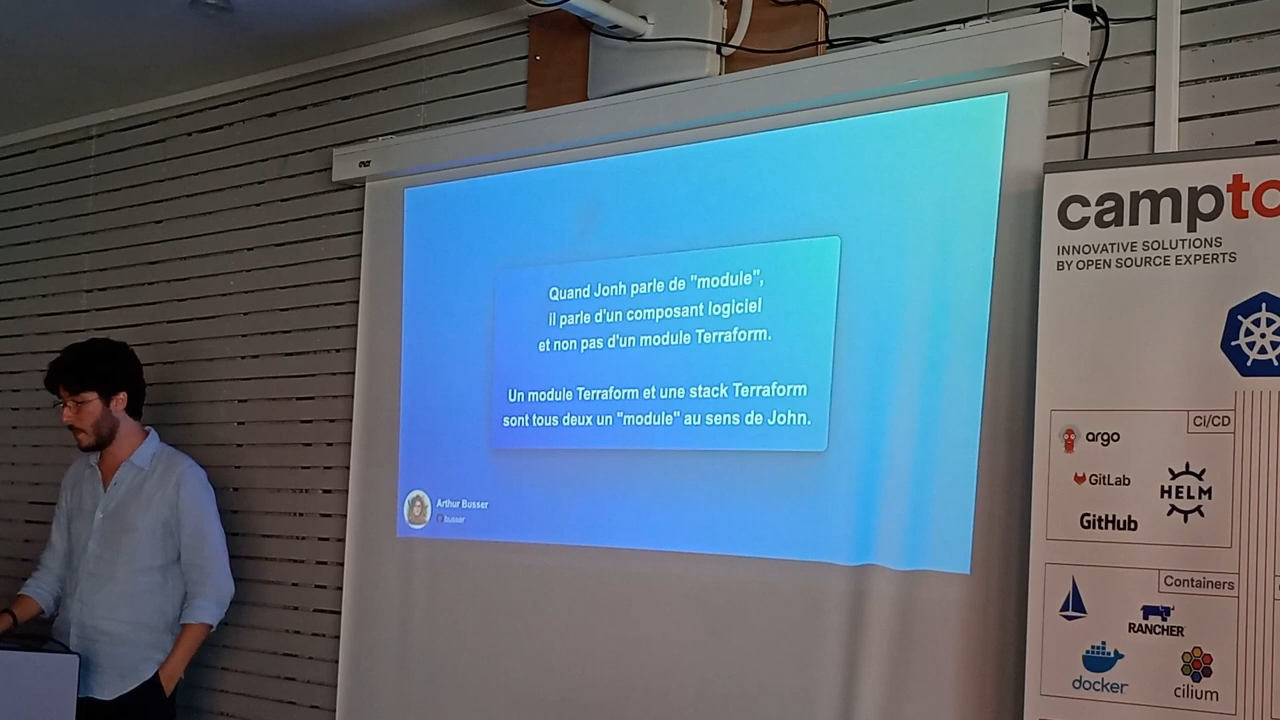 Quand Jonh parle de "module",
il parle d'un composant logiciel
et non pas d'un module Terraform.
Un module Terraform et une stack Terraform
sont tous deux un "module" au sens de John.
Arthur Busser
busser
campto
INNOVATIVE SOLUTIONS
BY OPEN SOURCE EXPERTS
CI/CD
argo
GitLab
HELM
GitHub
Containers
RANCHER
docker
cilium